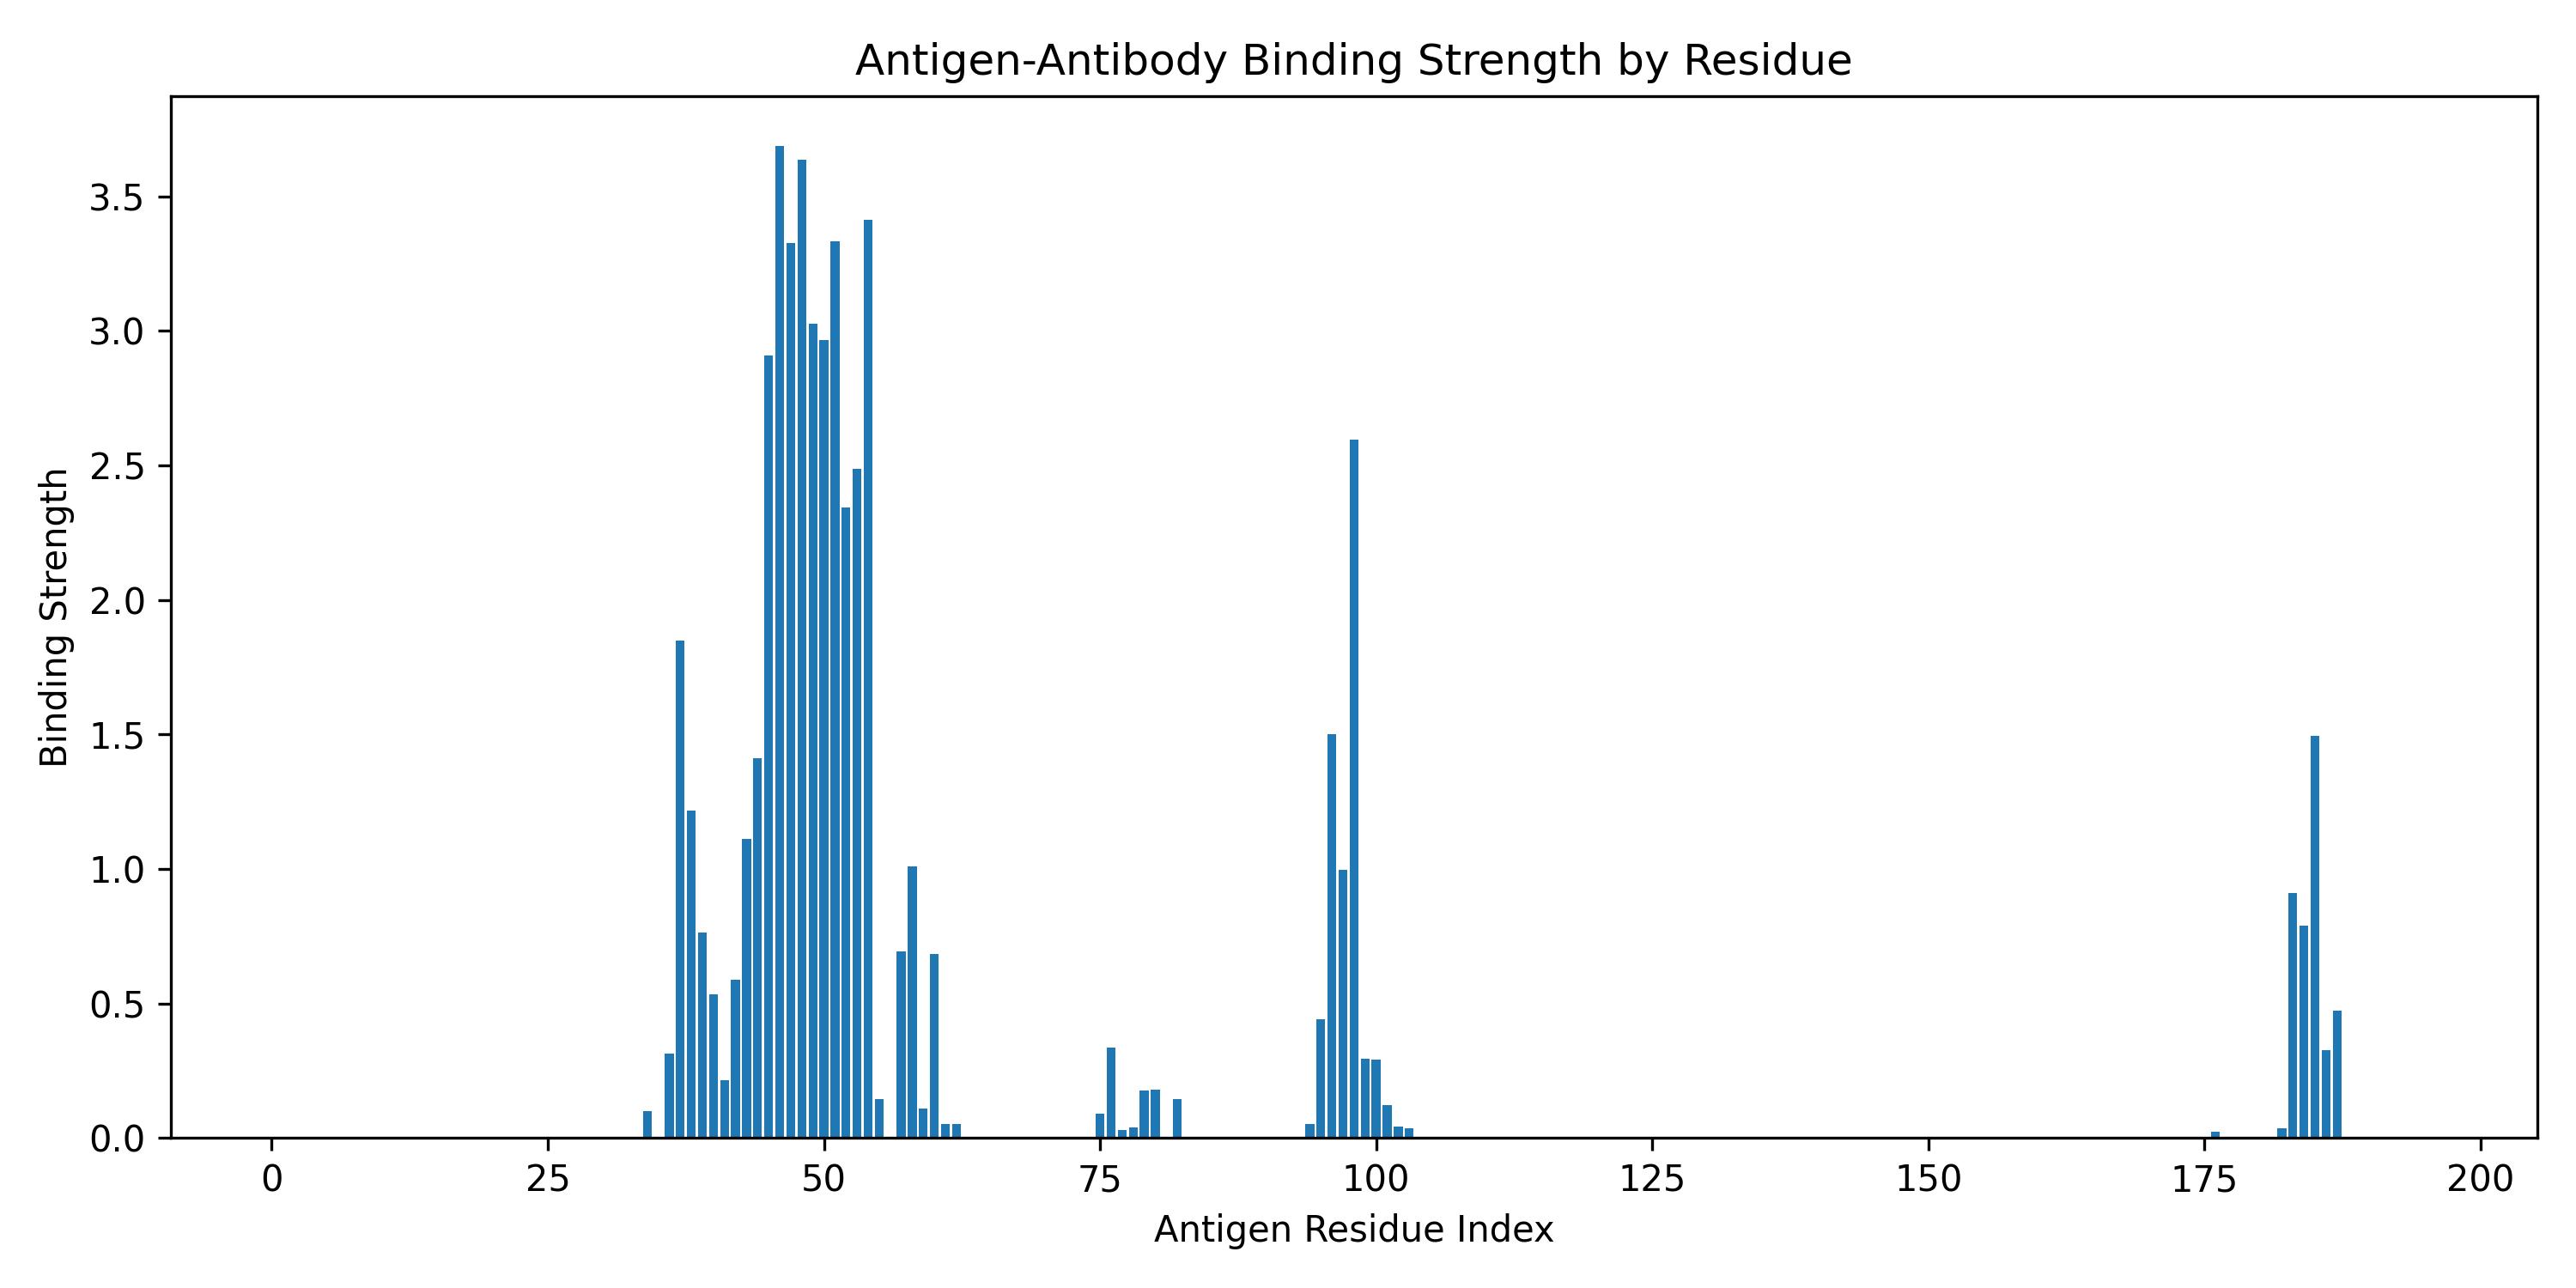 Antigen-Antibody Binding Strength by Residue
Binding Strength
3.5
3.0
2.5
2.0
1.5
1.0
0.5
0.0
0 25 50 75 100 125 150 175 200
Antigen Residue Index